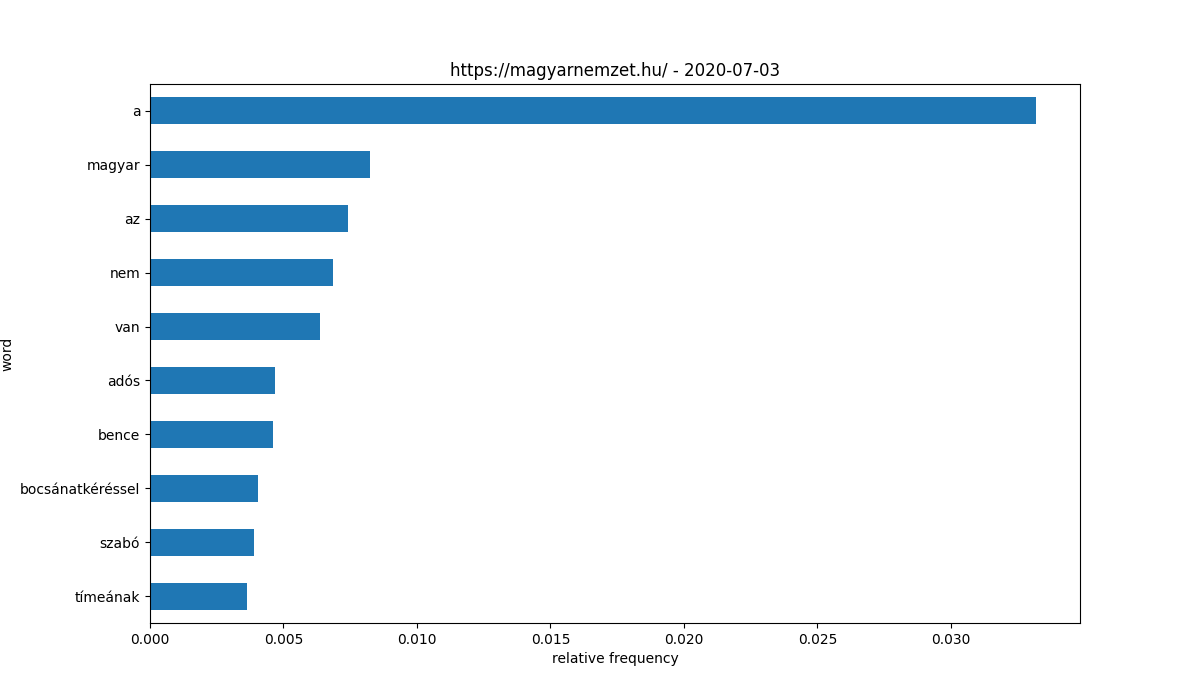 https://magyarnemzet.hu/ - 2020-07-03
word
a
magyar
az
nem
van
adós
bence
bocsánatkéréssel
szabó
tímeának
0.000 0.005 0.010 0.015 0.020 0.025 0.030
relative frequency